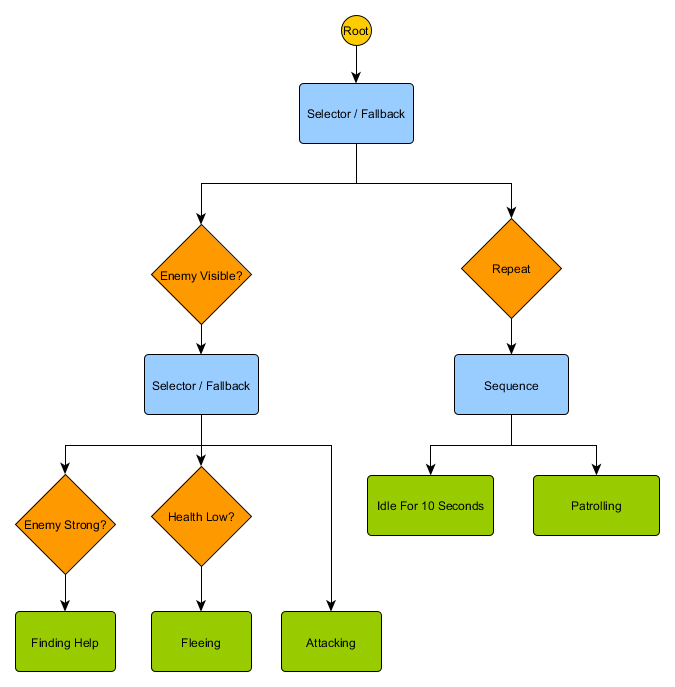 Root
Selector / Fallback
Enemy Visible?
Repeat
Selector / Fallback
Sequence
Enemy Strong?
Health Low?
Idle For 10 Seconds
Patrolling
Finding Help
Fleeing
Attacking